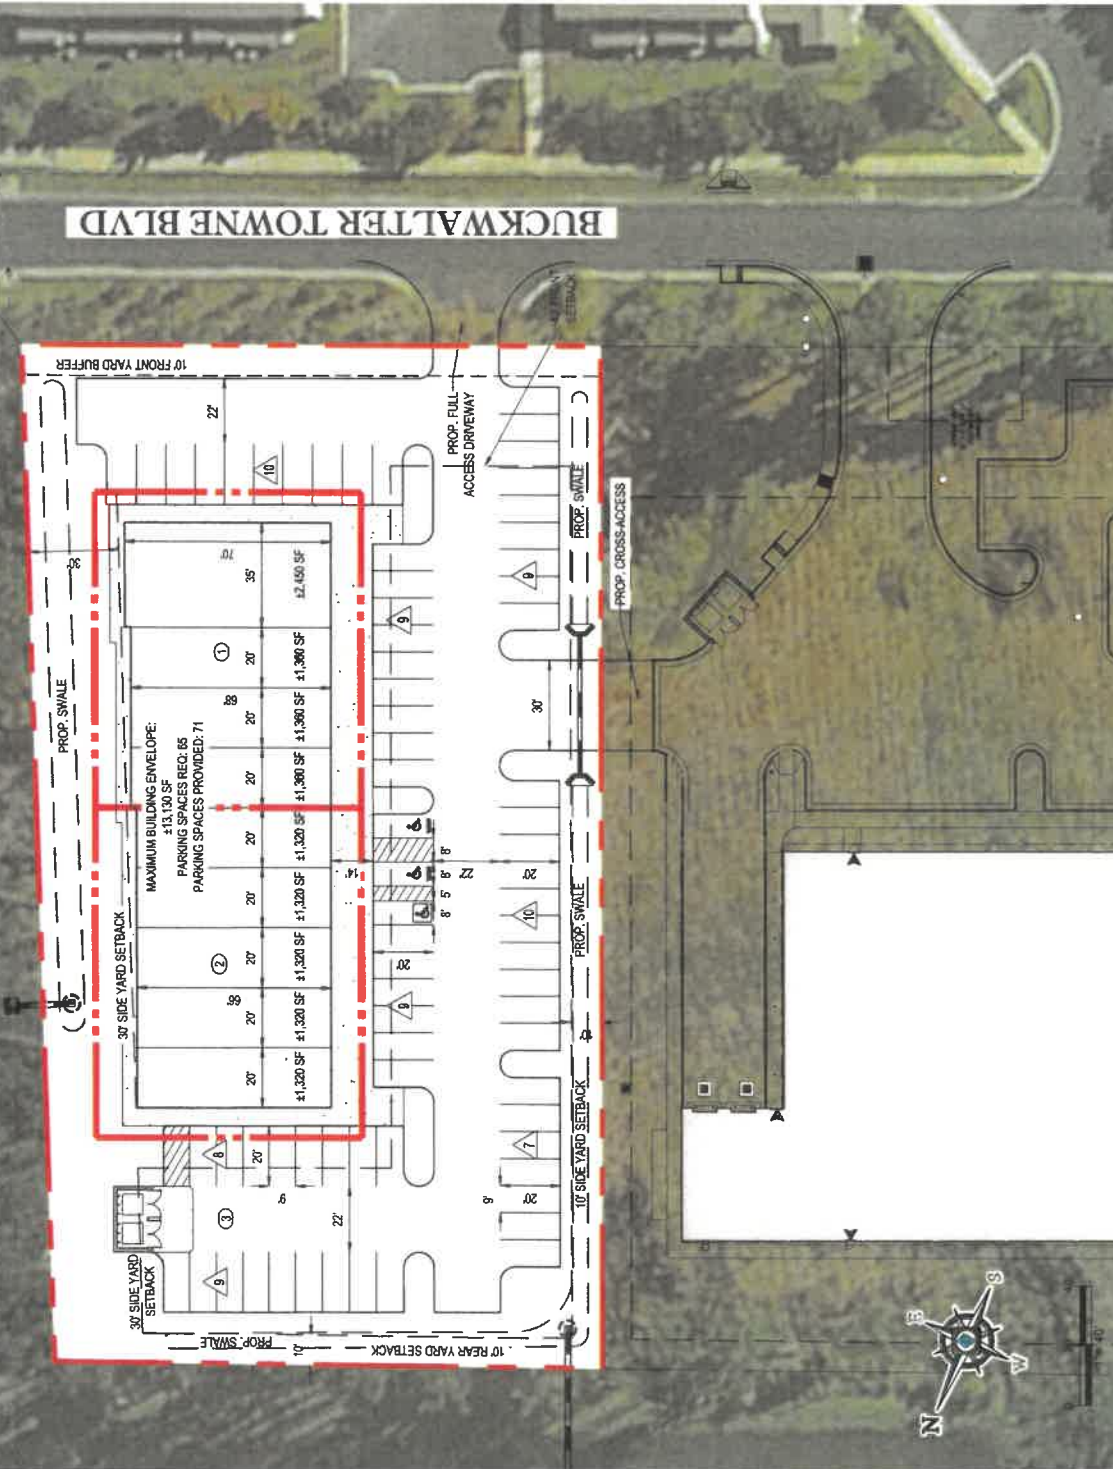 BUCKWALTER TOWNE BLVD
10' FRONT YARD BUFFER
22'
10
PROP. FULL
ACCESS DRIVEWAY
SETBACK
PROP. SWALE
PROP. CROSS-ACCESS
30'
70'
35'
±2,450 SF
9
9
PROP. SWALE
1
20'
±1,360 SF
68'
20'
±1,360 SF
20'
±1,360 SF
30'
MAXIMUM BUILDING ENVELOPE:
±13,130 SF
PARKING SPACES REQ: 65
PARKING SPACES PROVIDED: 71
20'
±1,320 SF
20'
±1,320 SF
2
20'
±1,320 SF
66'
20'
±1,320 SF
20'
±1,320 SF
14'
8'
8'
5'
8'
22'
20'
20'
10
9
PROP. SWALE
30' SIDE YARD SETBACK
10' SIDE YARD SETBACK
8
20'
9'
3
22'
7
9'
20'
9
30' SIDE YARD
SETBACK
PROP. SWALE
10'
10' REAR YARD SETBACK
N
E
S
W